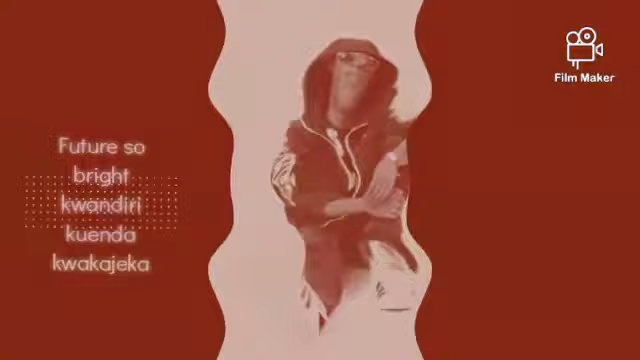 Future so
bright
kwandiri
kuenda
kwakajeka
Film Maker